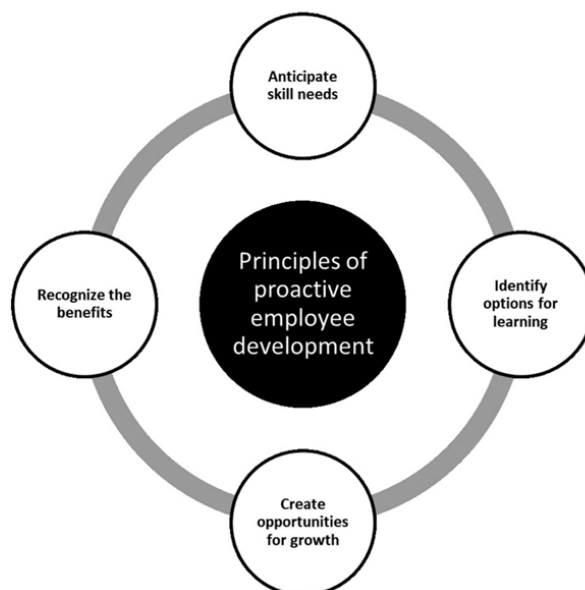 Anticipate
skill needs
Principles of
proactive
employee
development
Recognize the
benefits
Identify
options for
learning
Create
opportunities
for growth